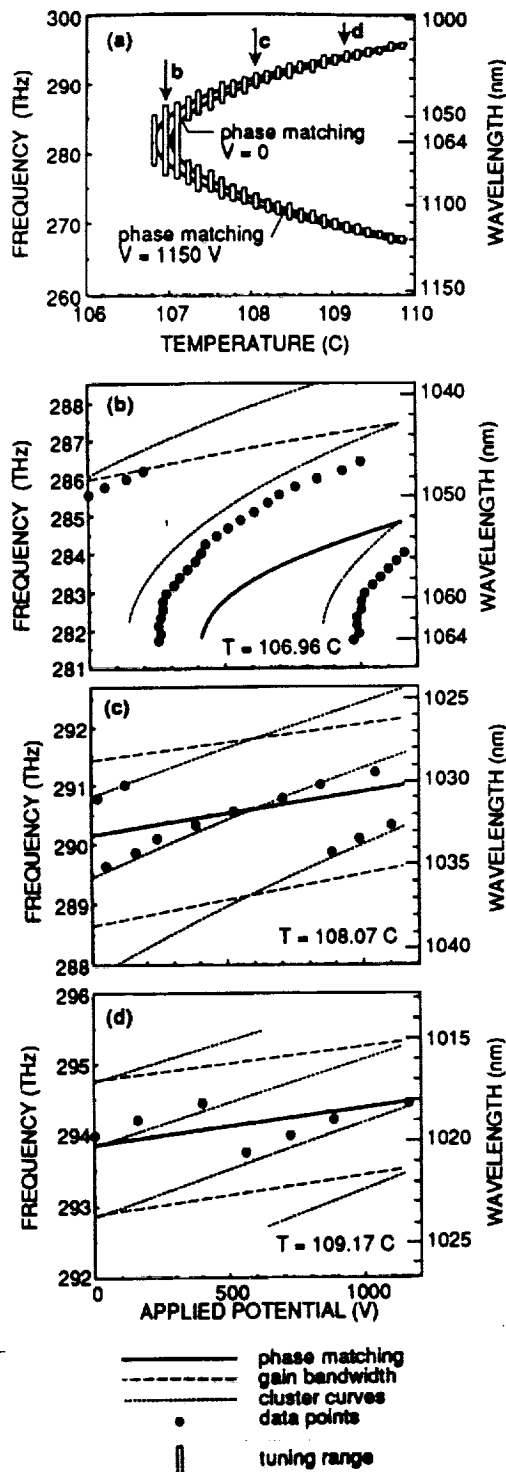 300
1000
(a)
c
d
b
290
1050
phase matching
V = 0
1064
280
FREQUENCY (THz)
WAVELENGTH (nm)
1100
270
phase matching
V = 1150 V
260
1150
106
107
108
109
110
TEMPERATURE (C)
288
(b)
1040
287
286
1050
285
284
283
1060
282
1064
281
T = 106.96 C
FREQUENCY (THz)
WAVELENGTH (nm)
(c)
1025
292
291
1030
290
1035
289
1040
288
T = 108.07 C
FREQUENCY (THz)
WAVELENGTH (nm)
296
(d)
295
1015
294
1020
293
1025
292
T = 109.17 C
FREQUENCY (THz)
WAVELENGTH (nm)
0
500
1000
APPLIED POTENTIAL (V)
phase matching
gain bandwidth
cluster curves
data points
tuning range